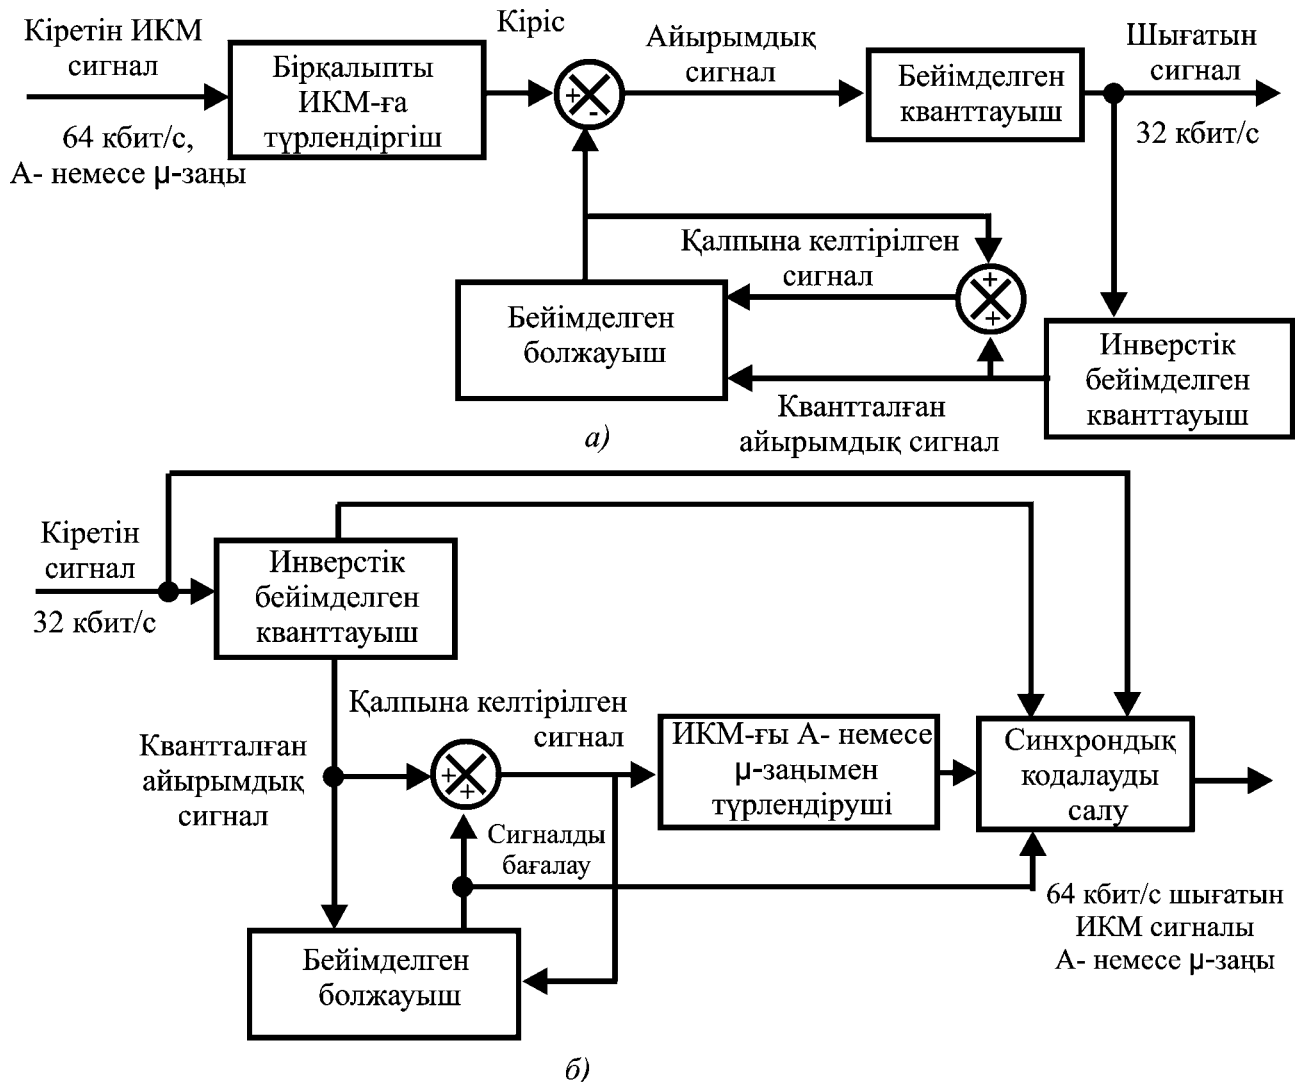 Кіретін ИКМ
сигнал
64 кбит/с,
А- немесе µ-заңы
Бірқалыпты
ИКМ-ға
түрлендіргіш
Кіріс
+
-
Айырымдық
сигнал
Бейімделген
кванттауыш
Шығатын
сигнал
32 кбит/с
Қалпына келтірілген
сигнал
+
+
Бейімделген
болжауыш
Инверстік
бейімделген
кванттауыш
Квантталған
айырымдық сигнал
а)
Кіретін
сигнал
32 кбит/с
Инверстік
бейімделген
кванттауыш
Қалпына келтірілген
сигнал
Квантталған
айырымдық
сигнал
+
+
ИКМ-ғы А- немесе
µ-заңымен
түрлендіруші
Синхрондық
кодалауды
салу
Сигналды
бағалау
64 кбит/с шығатын
ИКМ сигналы
А- немесе µ-заңы
Бейімделген
болжауыш
б)